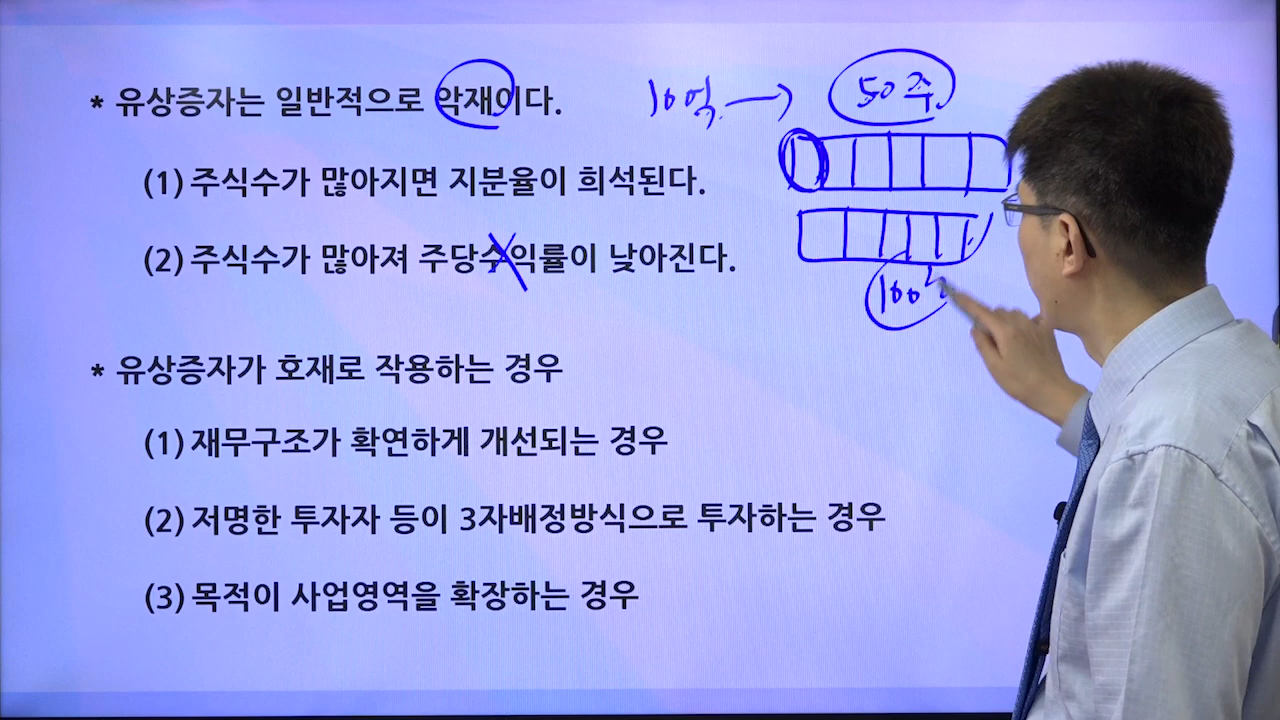 * 유상증자는 일반적으로 악재이다.
10억 → 50주
(1) 주식수가 많아지면 지분율이 희석된다.
(2) 주식수가 많아져 주당수익률이 낮아진다.
100
* 유상증자가 호재로 작용하는 경우
(1) 재무구조가 확연하게 개선되는 경우
(2) 저명한 투자자 등이 3자배정방식으로 투자하는 경우
(3) 목적이 사업영역을 확장하는 경우